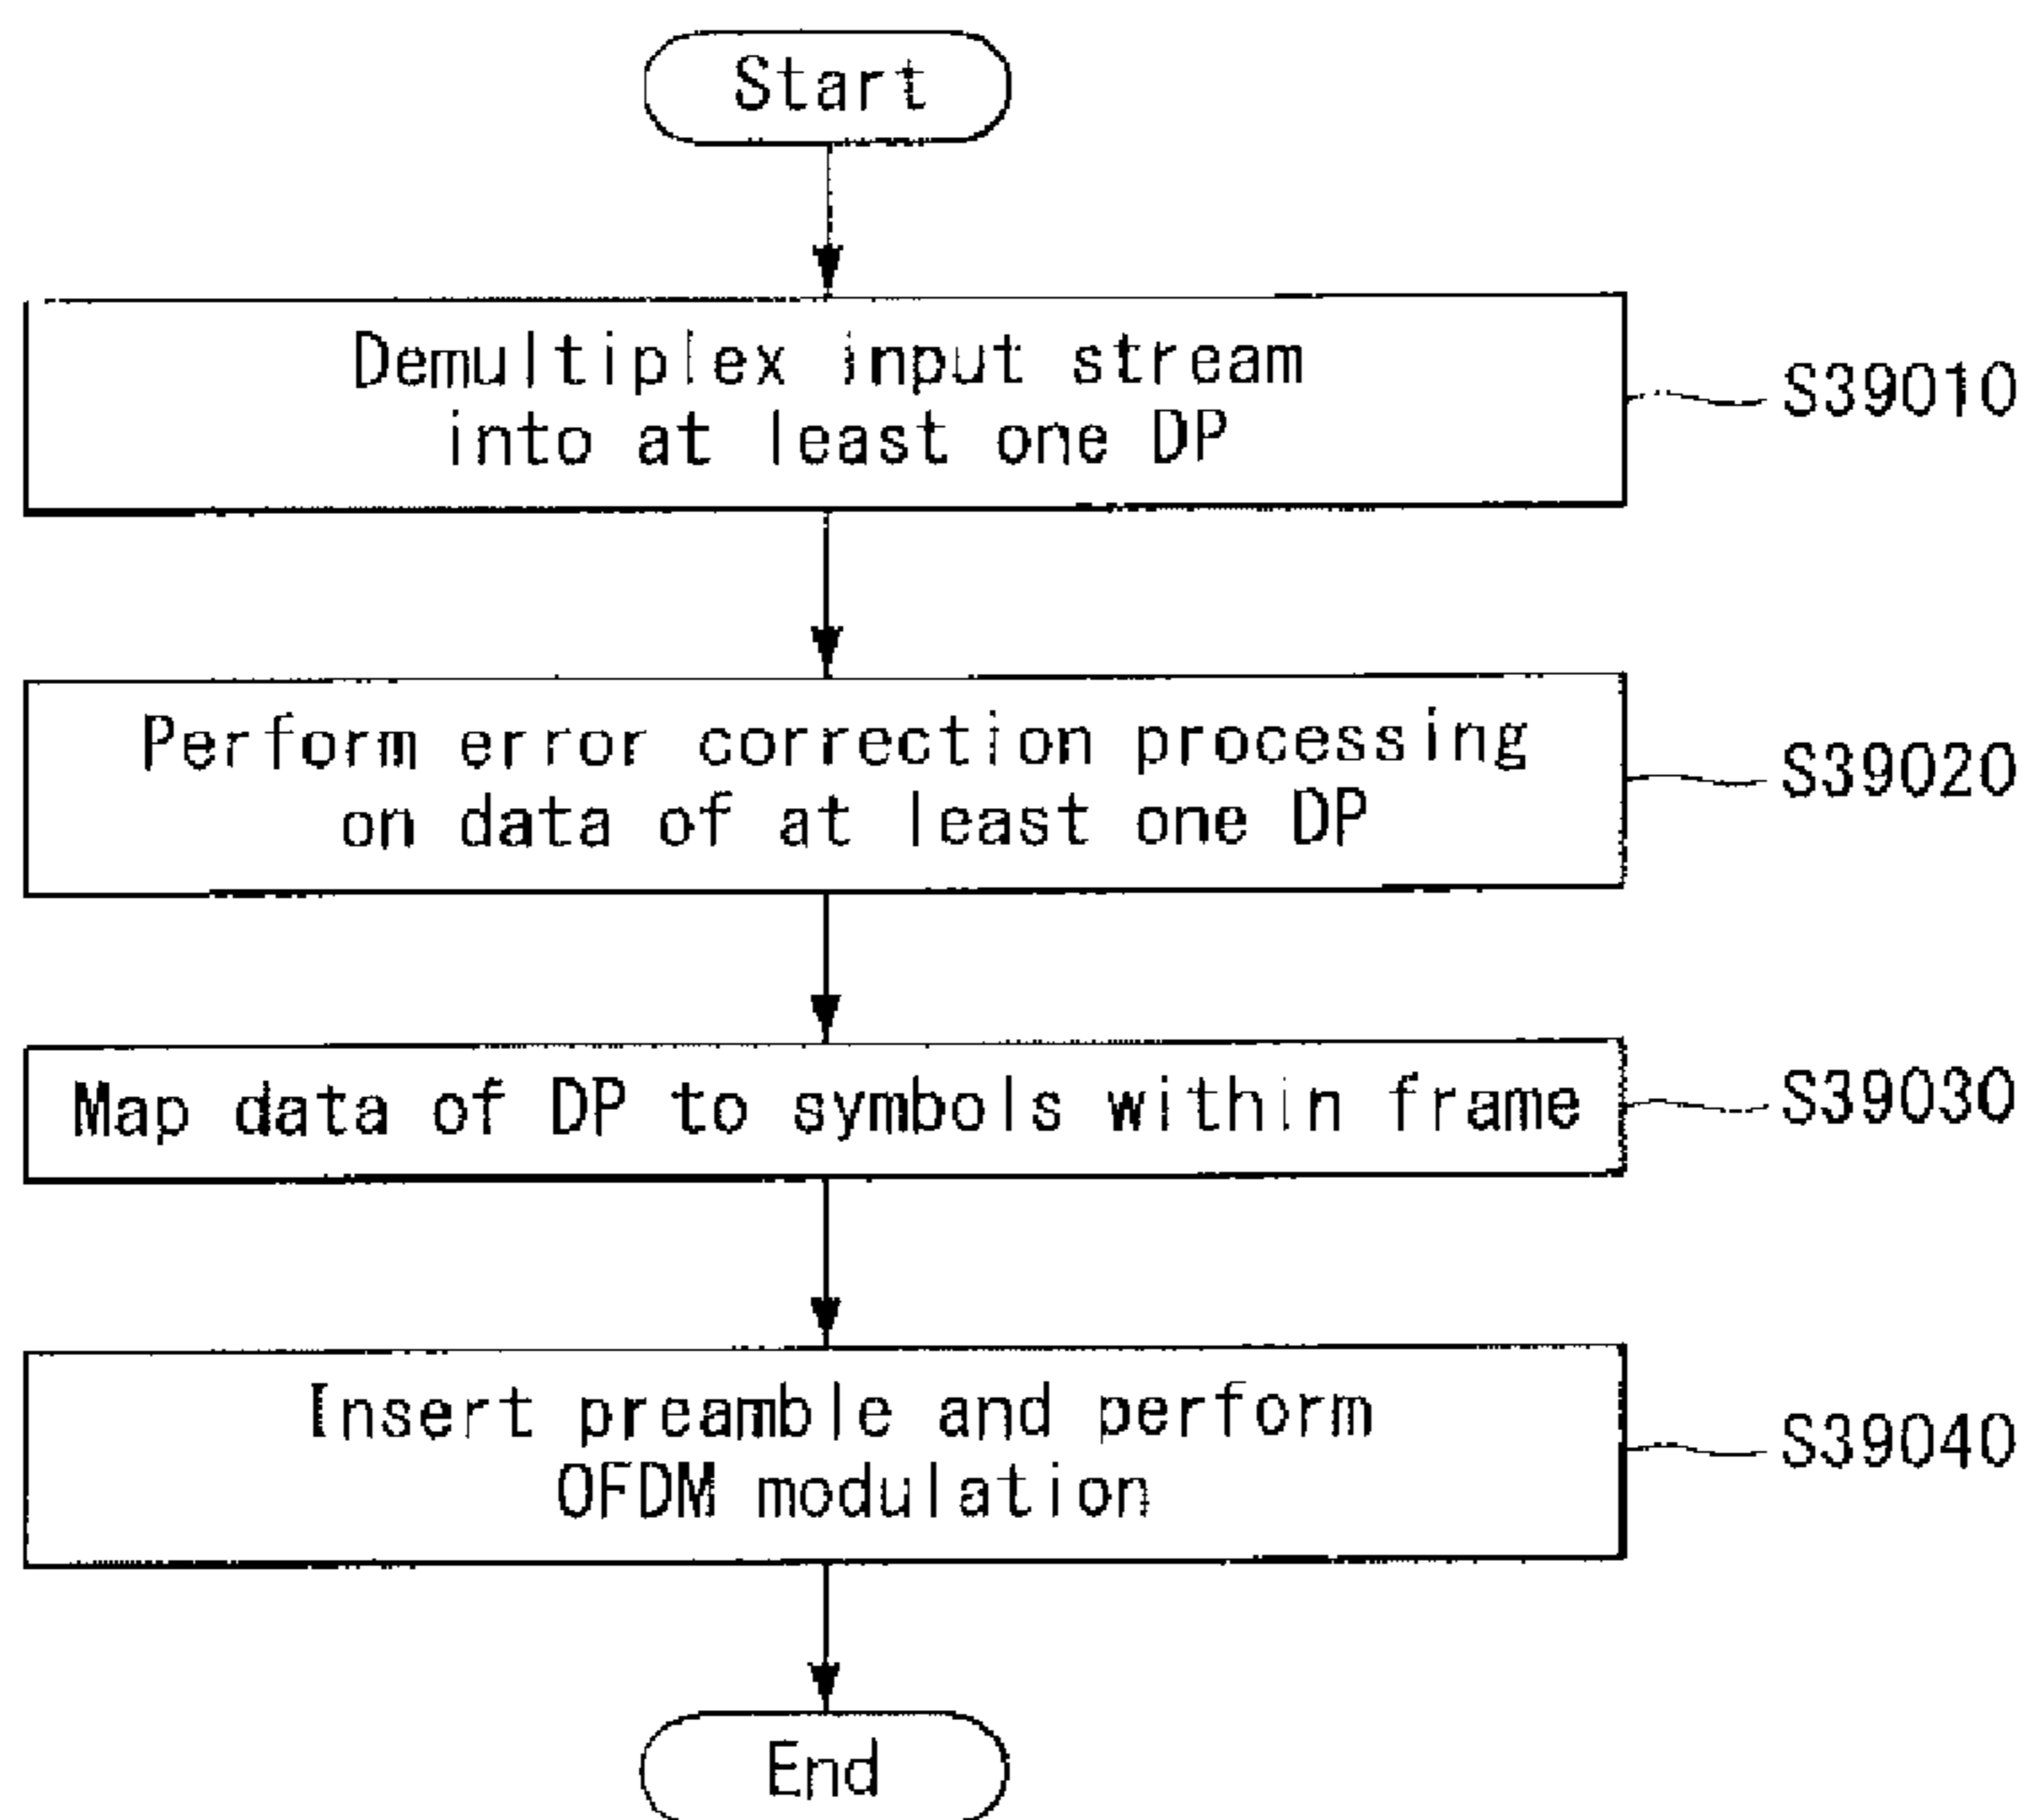 Start
Demultiplex input stream
into at least one DP
S39010
Perform error correction processing
on data of at least one DP
S39020
Map data of DP to symbols within frame
S39030
Insert preamble and perform
OFDM modulation
S39040
End